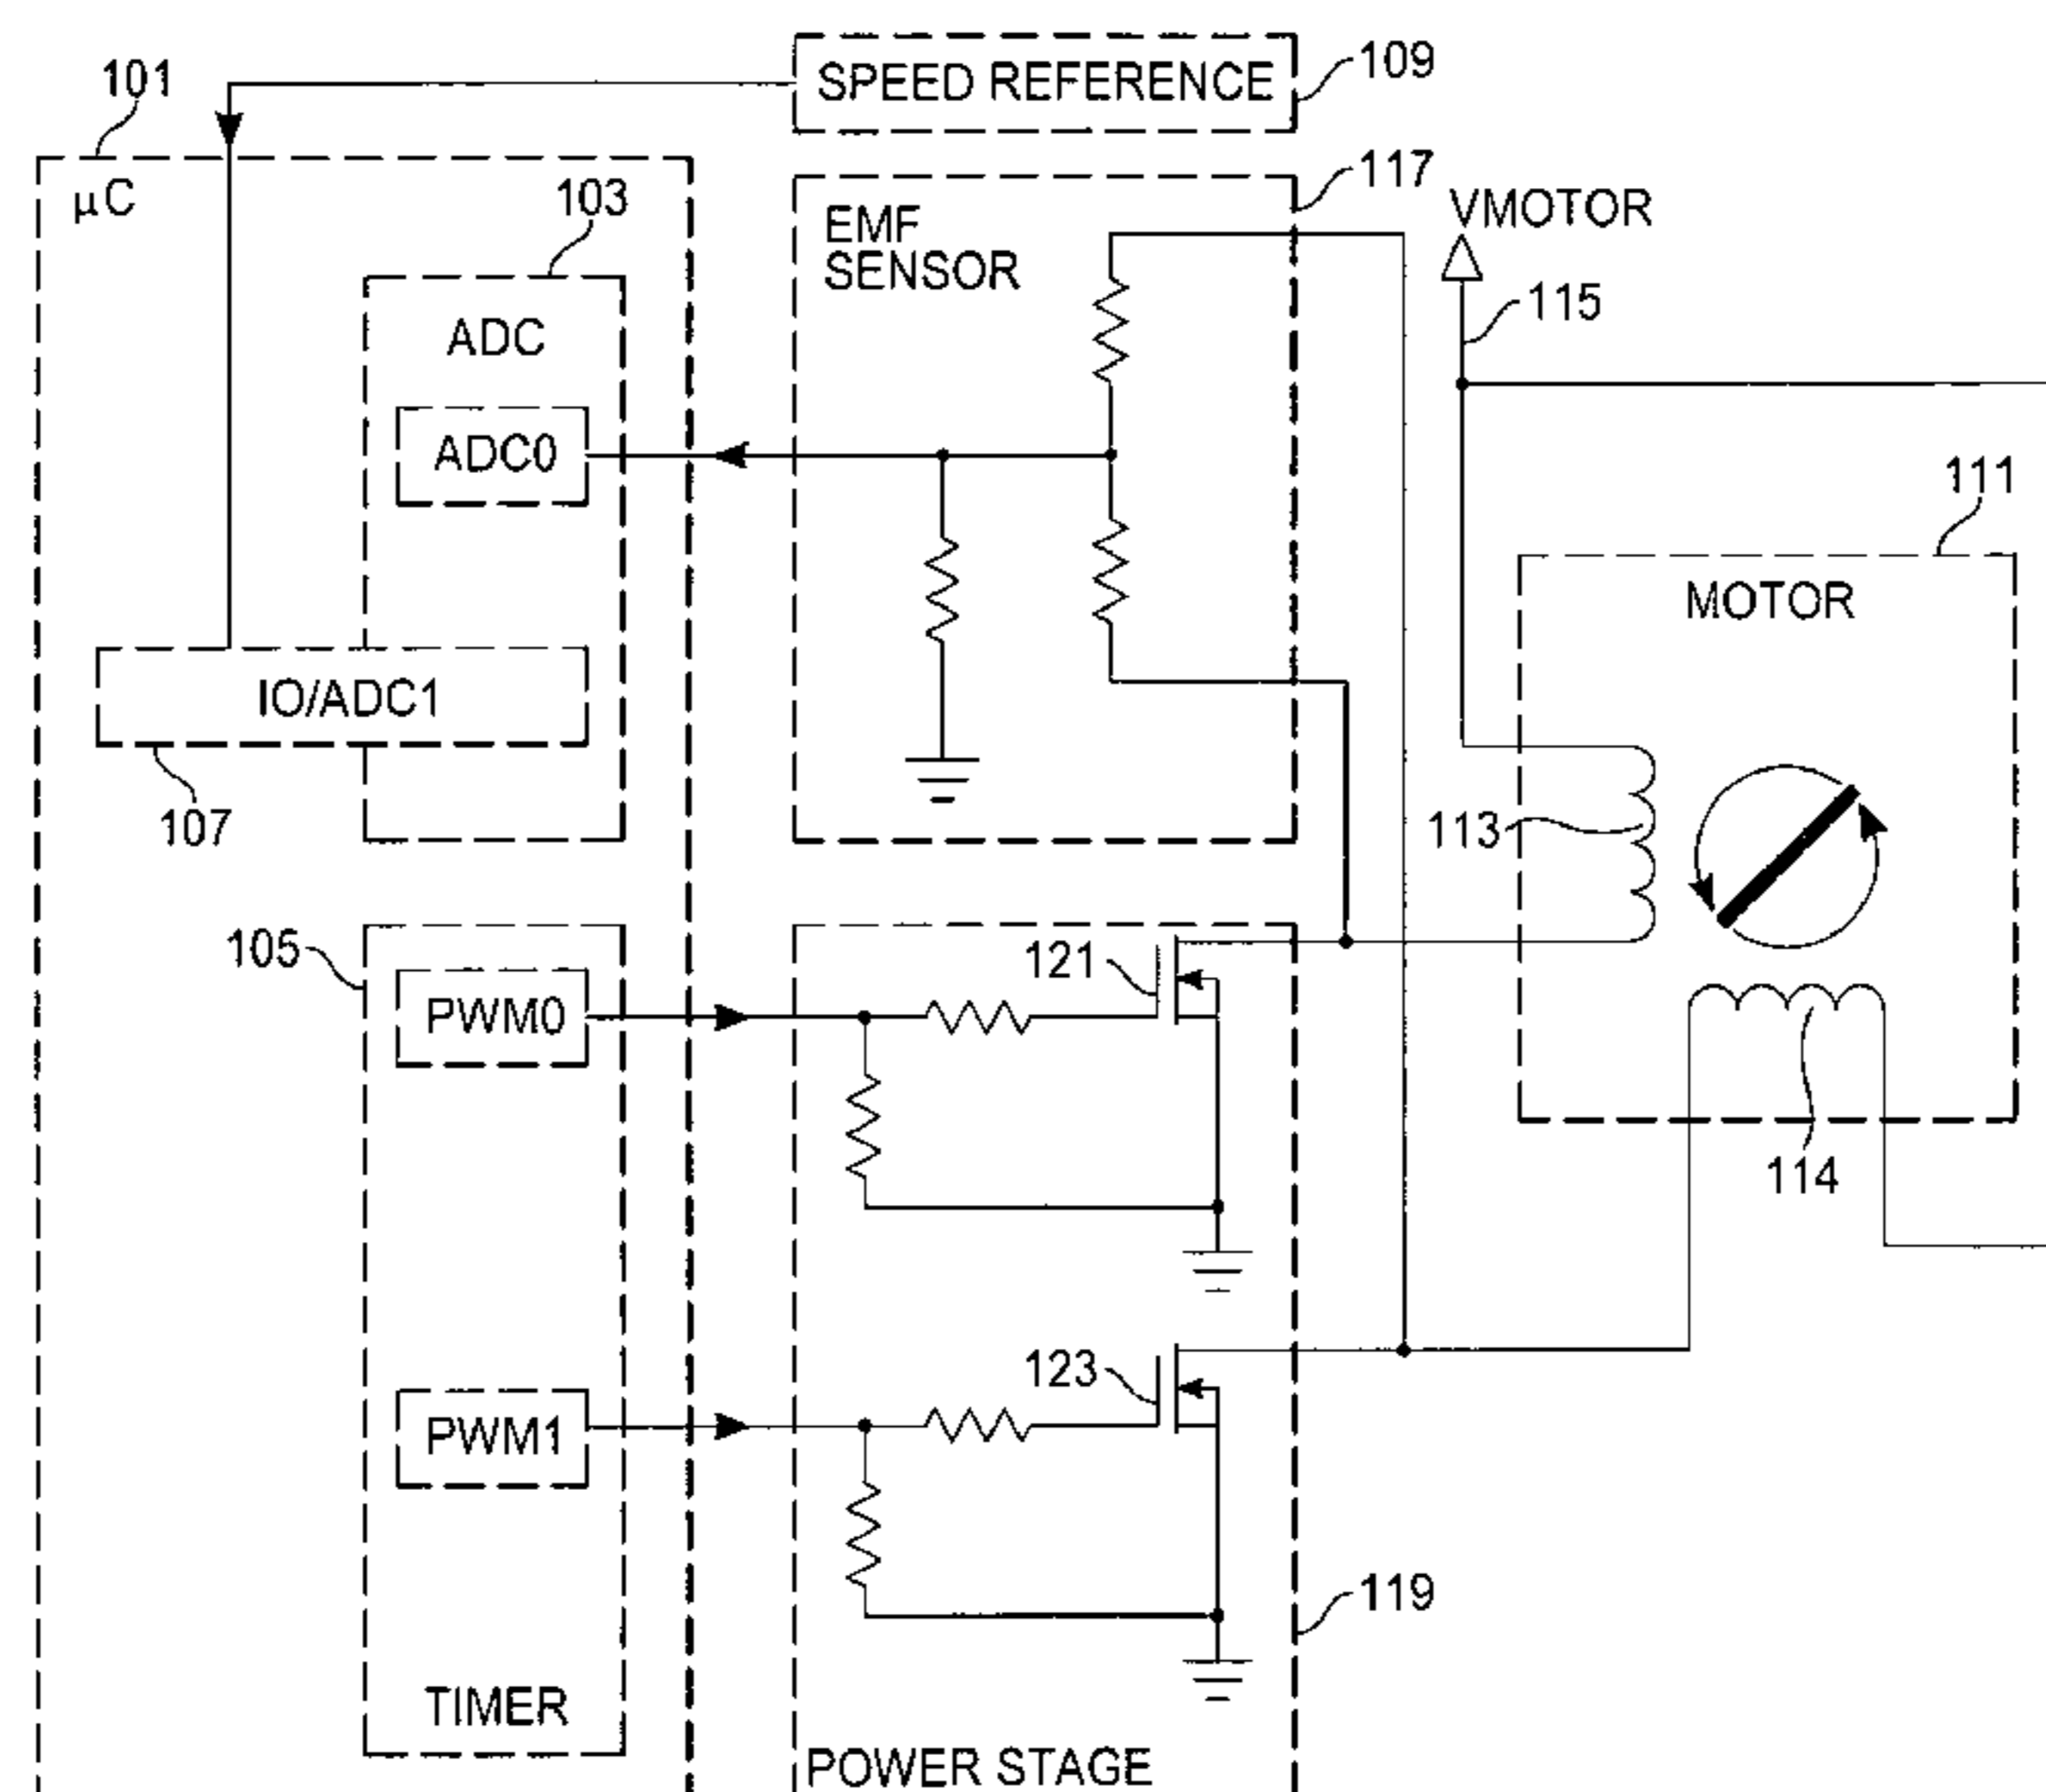 109
SPEED REFERENCE
101
117
μC
103
VMOTOR
EMF
SENSOR
115
ADC
ADC0
111
MOTOR
IO/ADC1
107
113
105
121
PWM0
114
123
PWM1
119
TIMER
POWER STAGE